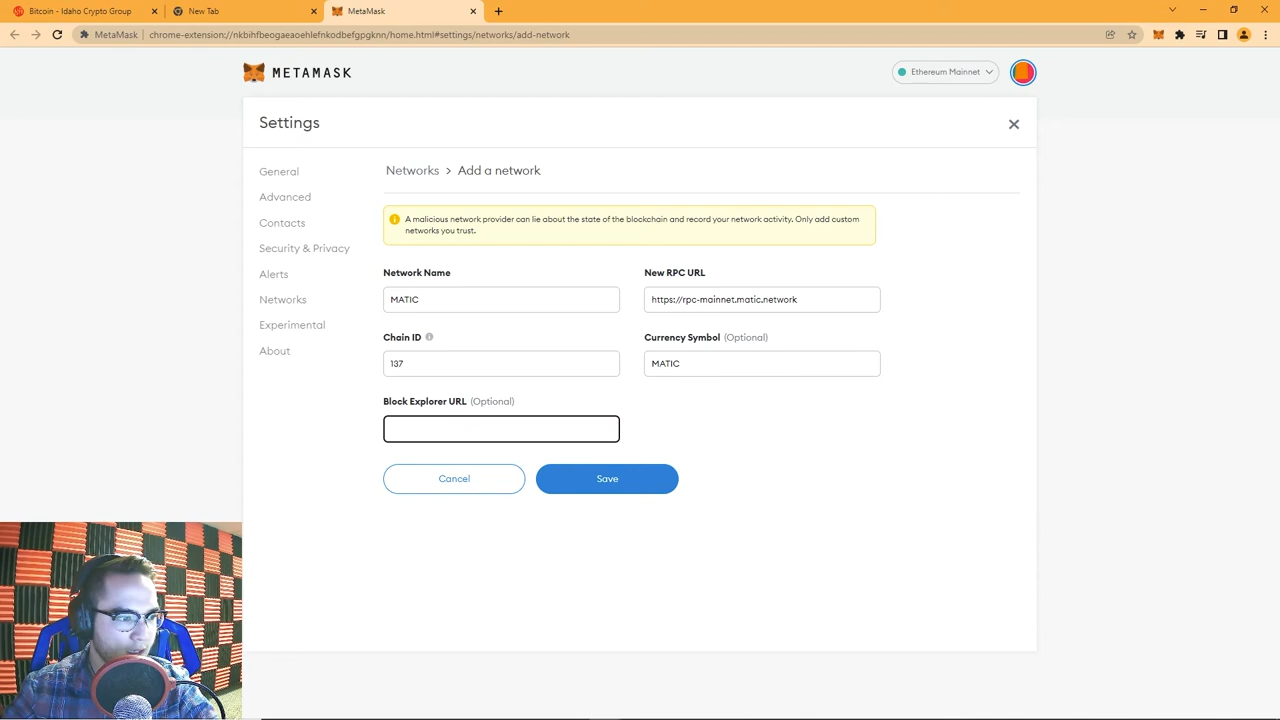 Bitcoin - Idaho Crypto Group
New Tab
MetaMask
MetaMask
chrome-extension://nkbihfbeogaeaoehlefnkodbefgpgknn/home.html#settings/networks/add-network
METAMASK
Ethereum Mainnet
Settings
General
Advanced
Contacts
Security & Privacy
Alerts
Networks
Experimental
About
Networks > Add a network
A malicious network provider can lie about the state of the blockchain and record your network activity. Only add custom
networks you trust.
Network Name
MATIC
New RPC URL
https://rpc-mainnet.matic.network
Chain ID
137
Currency Symbol (Optional)
MATIC
Block Explorer URL (Optional)
Cancel
Save